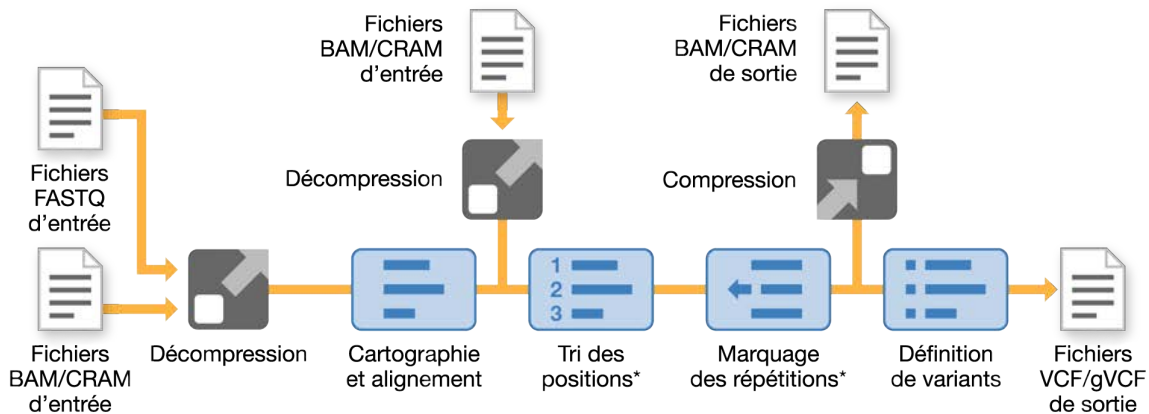 Fichiers
BAM/CRAM
d'entrée
Fichiers
BAM/CRAM
de sortie
Fichiers
FASTQ
d'entrée
Décompression
Compression
1
2
3
Fichiers
BAM/CRAM
d'entrée
Décompression
Cartographie
et alignement
Tri des
positions*
Marquage
des répétitions*
Définition
de variants
Fichiers
VCF/gVCF
de sortie